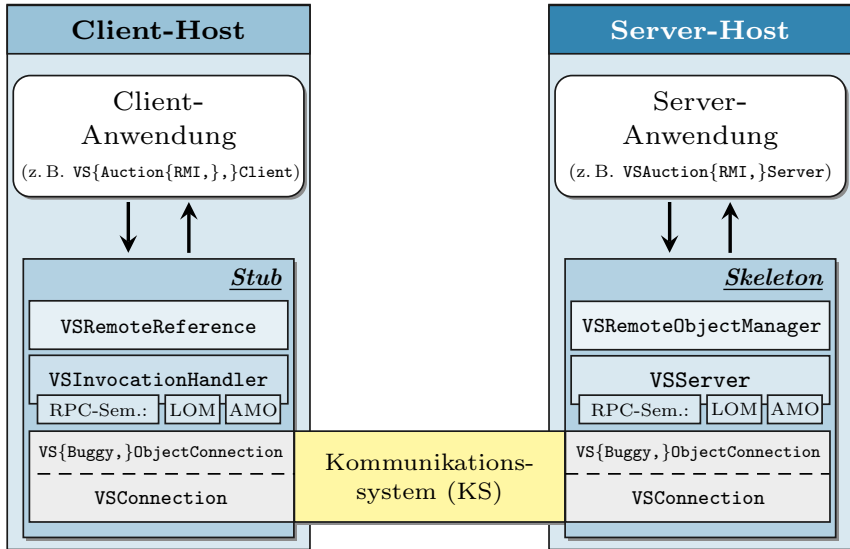 Client-Host
Client-
Anwendung
(z. B. VS{Auction{RMI,},}Client)
Stub
VSRemoteReference
VSInvocationHandler
RPC-Sem.: LOM AMO
VS{Buggy,}ObjectConnection
VSConnection
Kommunikations-
system (KS)
Server-Host
Server-
Anwendung
(z. B. VSAuction{RMI,}Server)
Skeleton
VSRemoteObjectManager
VSServer
RPC-Sem.: LOM AMO
VS{Buggy,}ObjectConnection
VSConnection